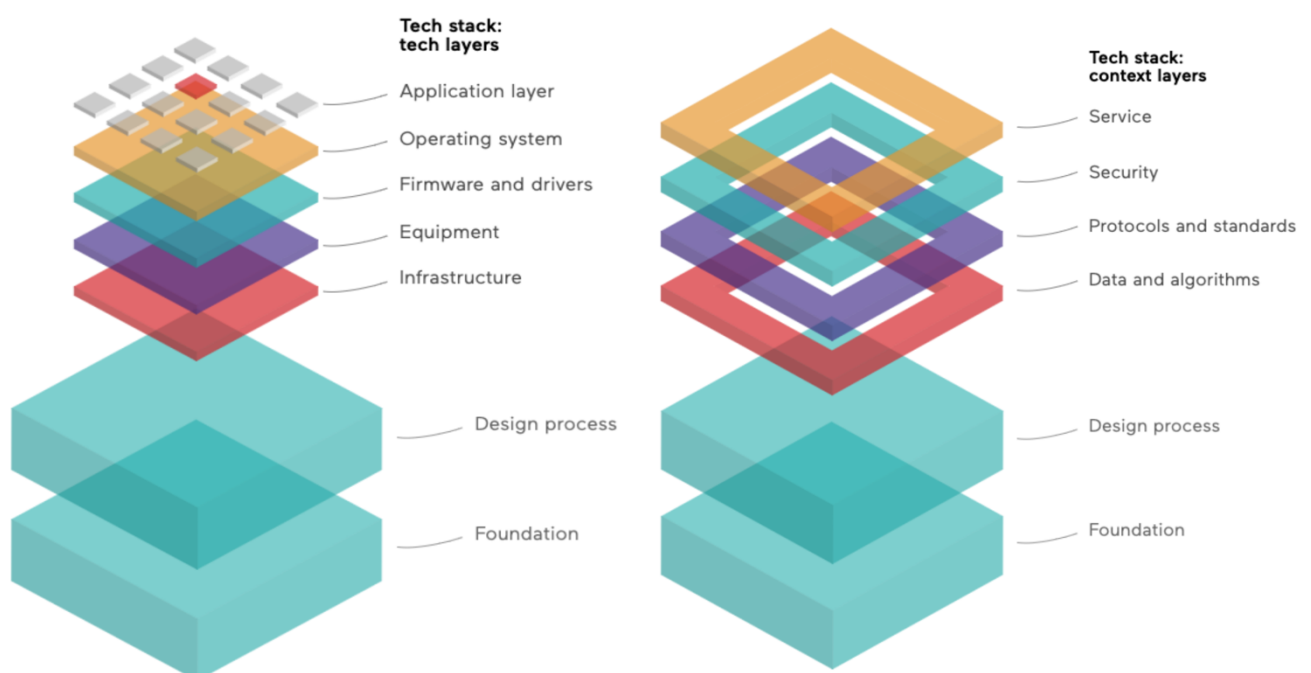 Tech stack:
tech layers
Application layer
Operating system
Firmware and drivers
Equipment
Infrastructure
Design process
Foundation
Tech stack:
context layers
Service
Security
Protocols and standards
Data and algorithms
Design process
Foundation